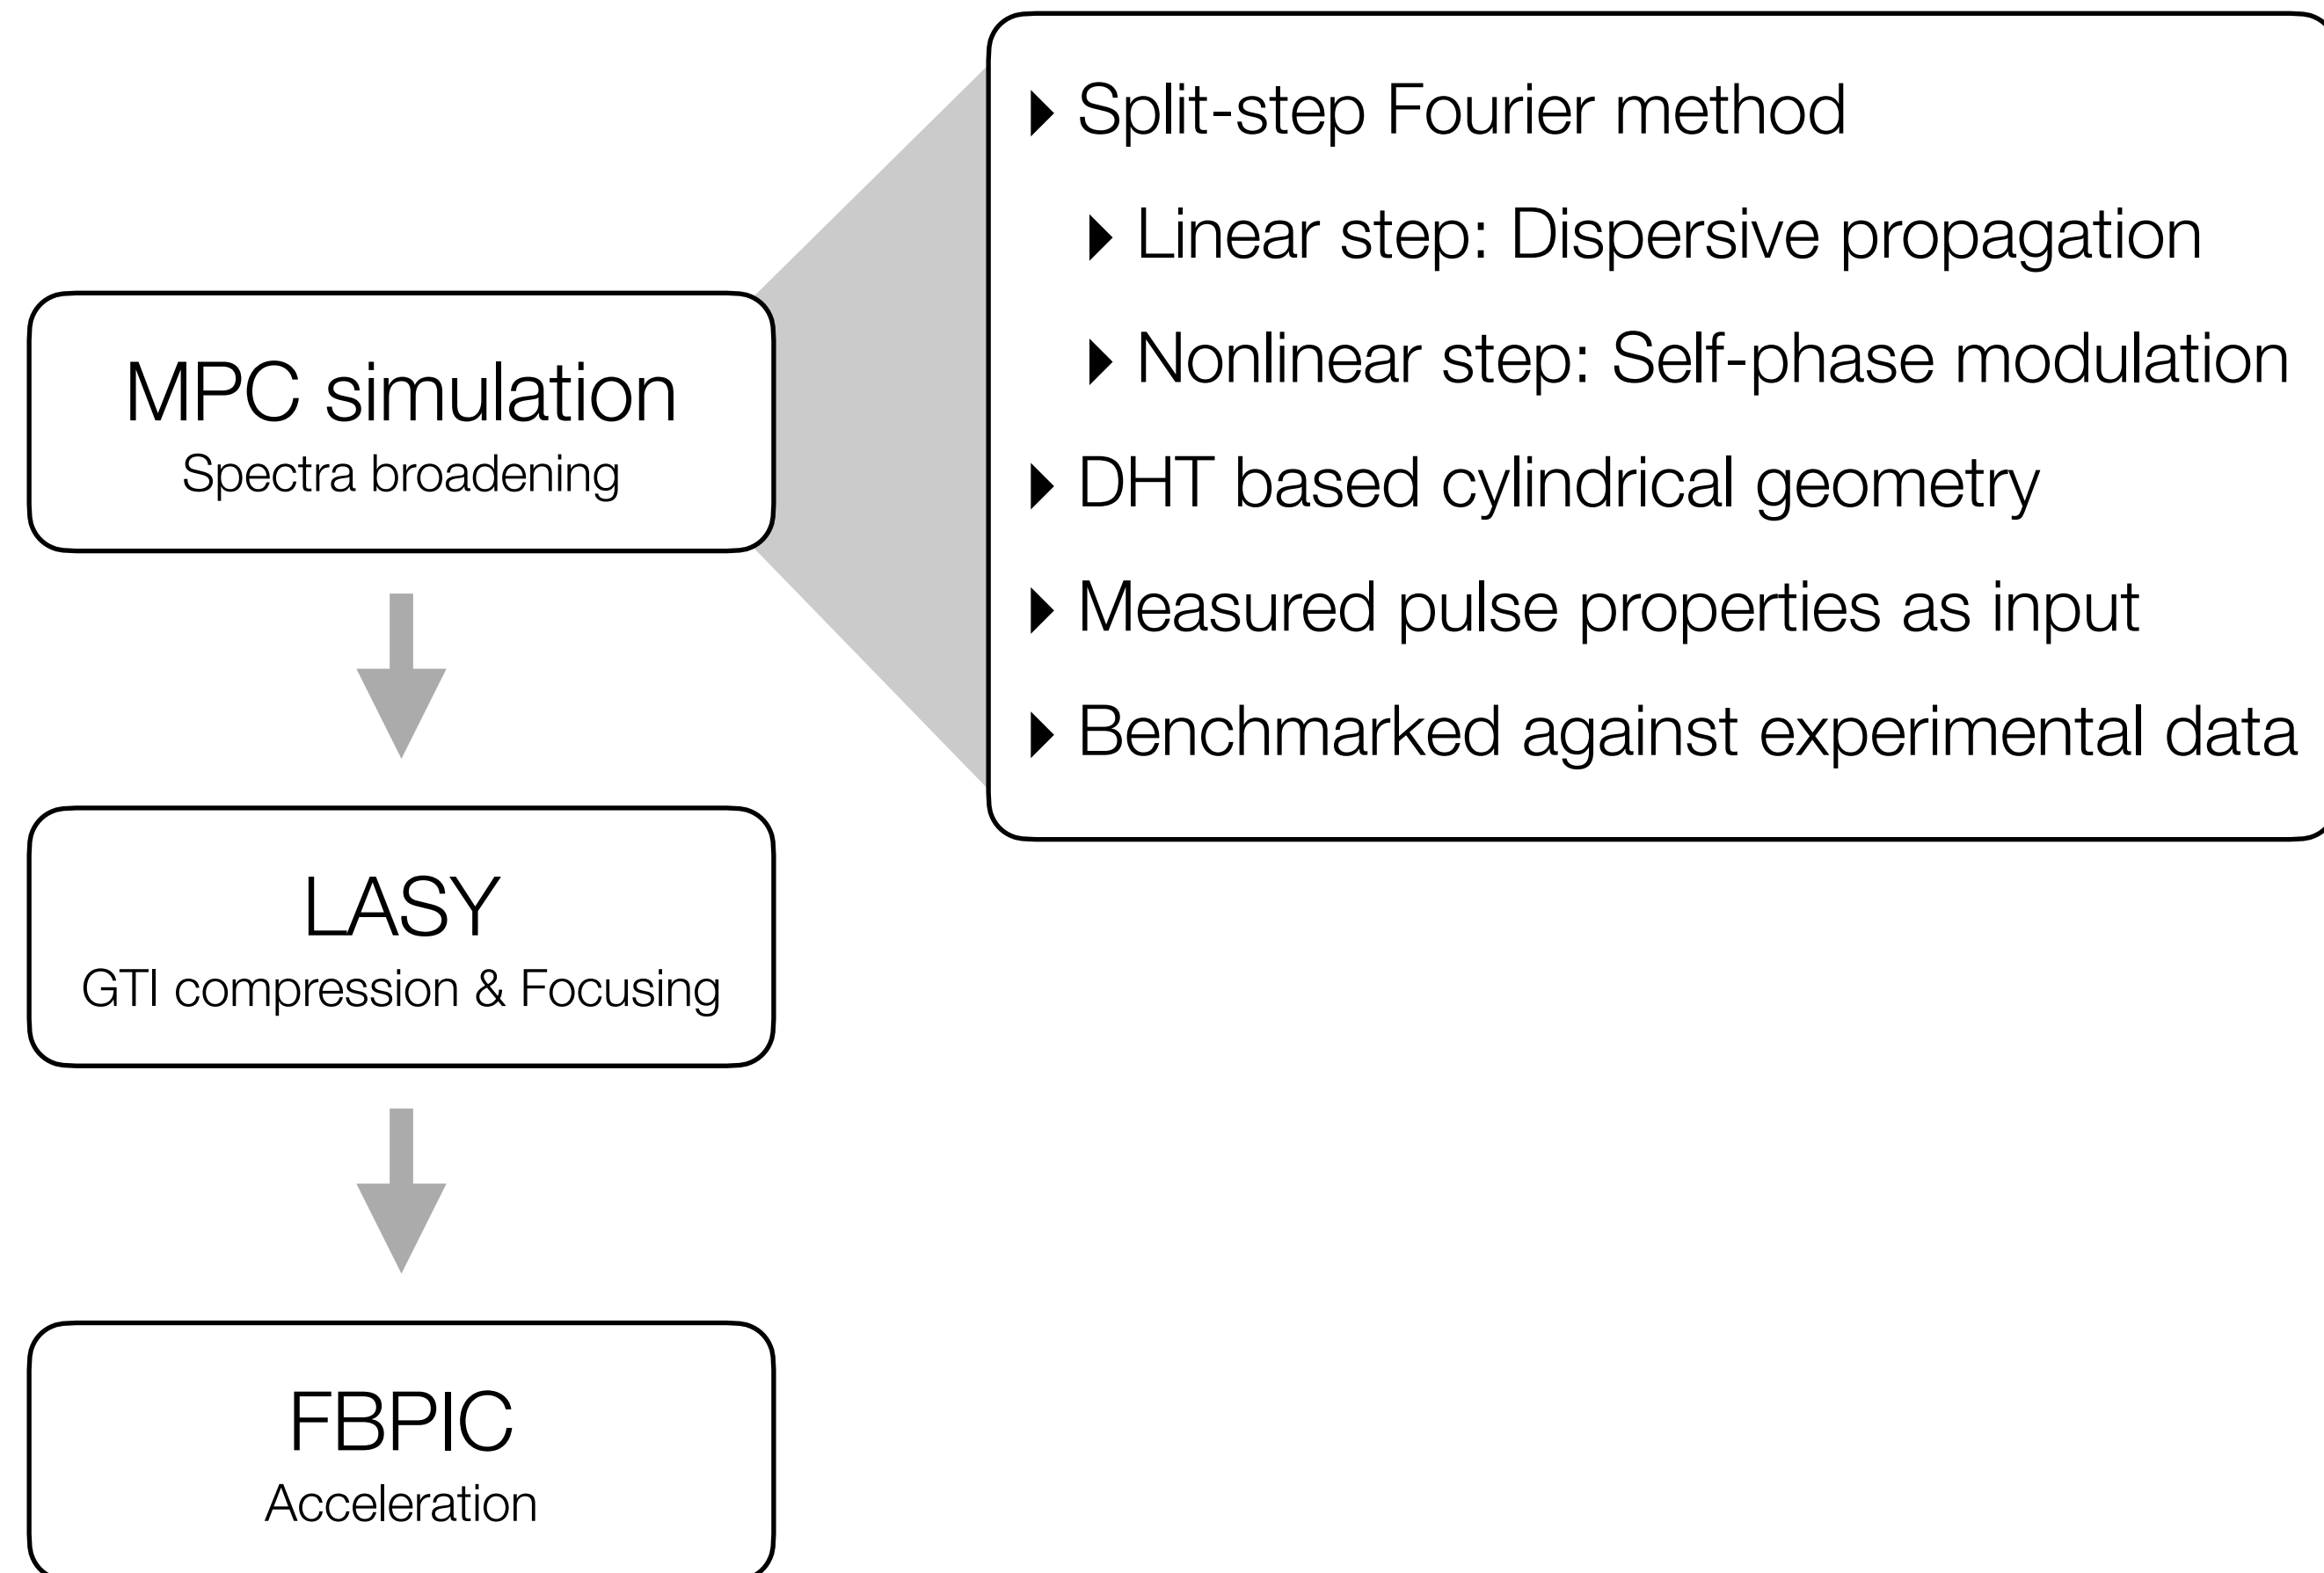 MPC simulation
Spectra broadening
LASY
GTI compression & Focusing
FBPIC
Acceleration
Split-step Fourier method
Linear step: Dispersive propagation
Nonlinear step: Self-phase modulation
DHT based cylindrical geometry
Measured pulse properties as input
Benchmarked against experimental data